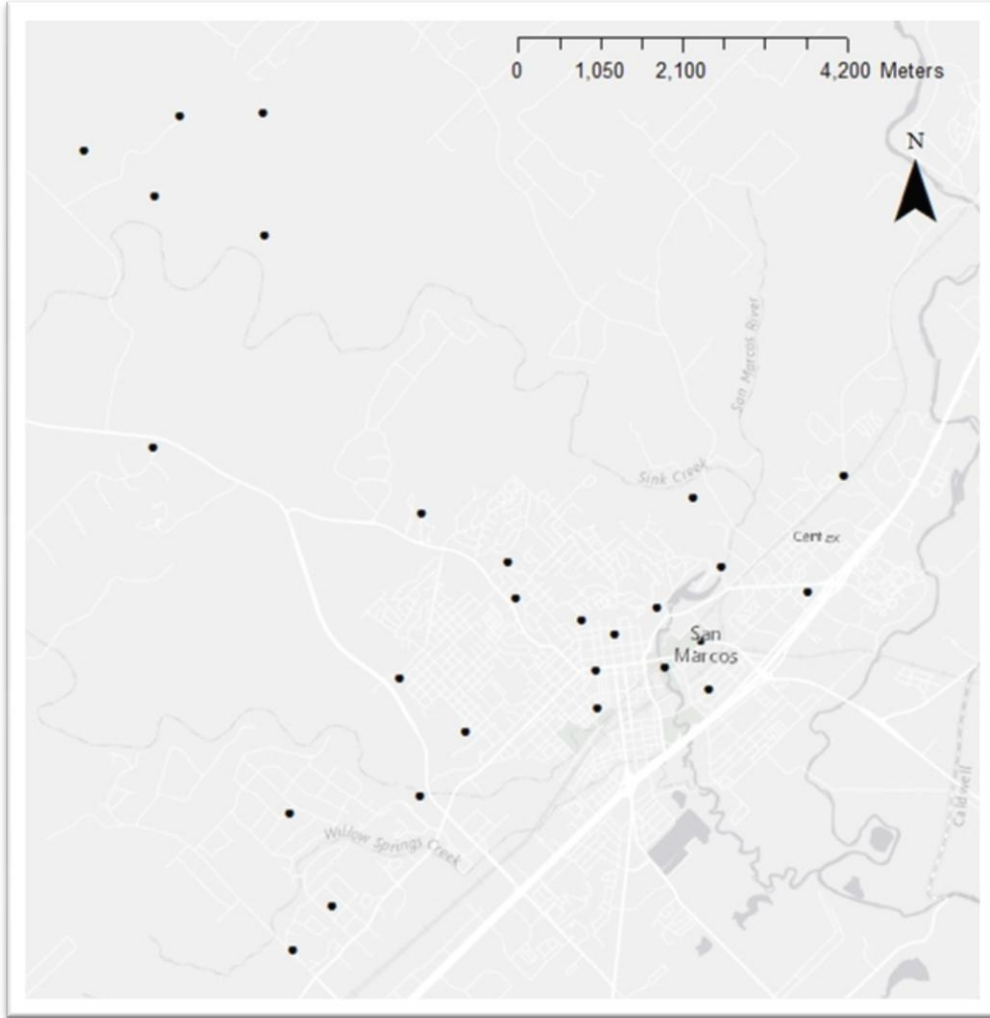 0 1,050 2,100 4,200 Meters
N
San Marcos River
Sink Creek
San
Marcos
Willow Springs Creek
Caldwell